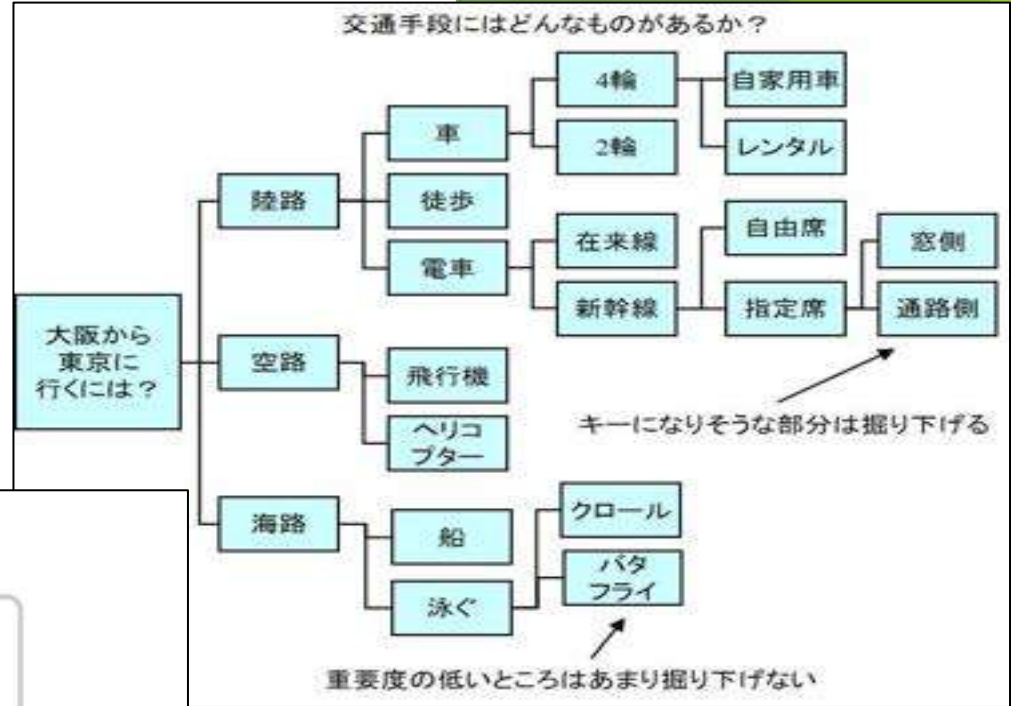 交通手段にはどんなものがあるか？
4輪
自家用車
車
2輪
レンタル
陸路
徒歩
自由席
在来線
窓側
電車
新幹線
指定席
通路側
大阪から
東京に
行くには？
空路
飛行機
キーになりそうな部分は掘り下げる
ヘリコ
プター
クロール
海路
船
バタ
フライ
泳ぐ
重要度の低いところはあまり掘り下げない